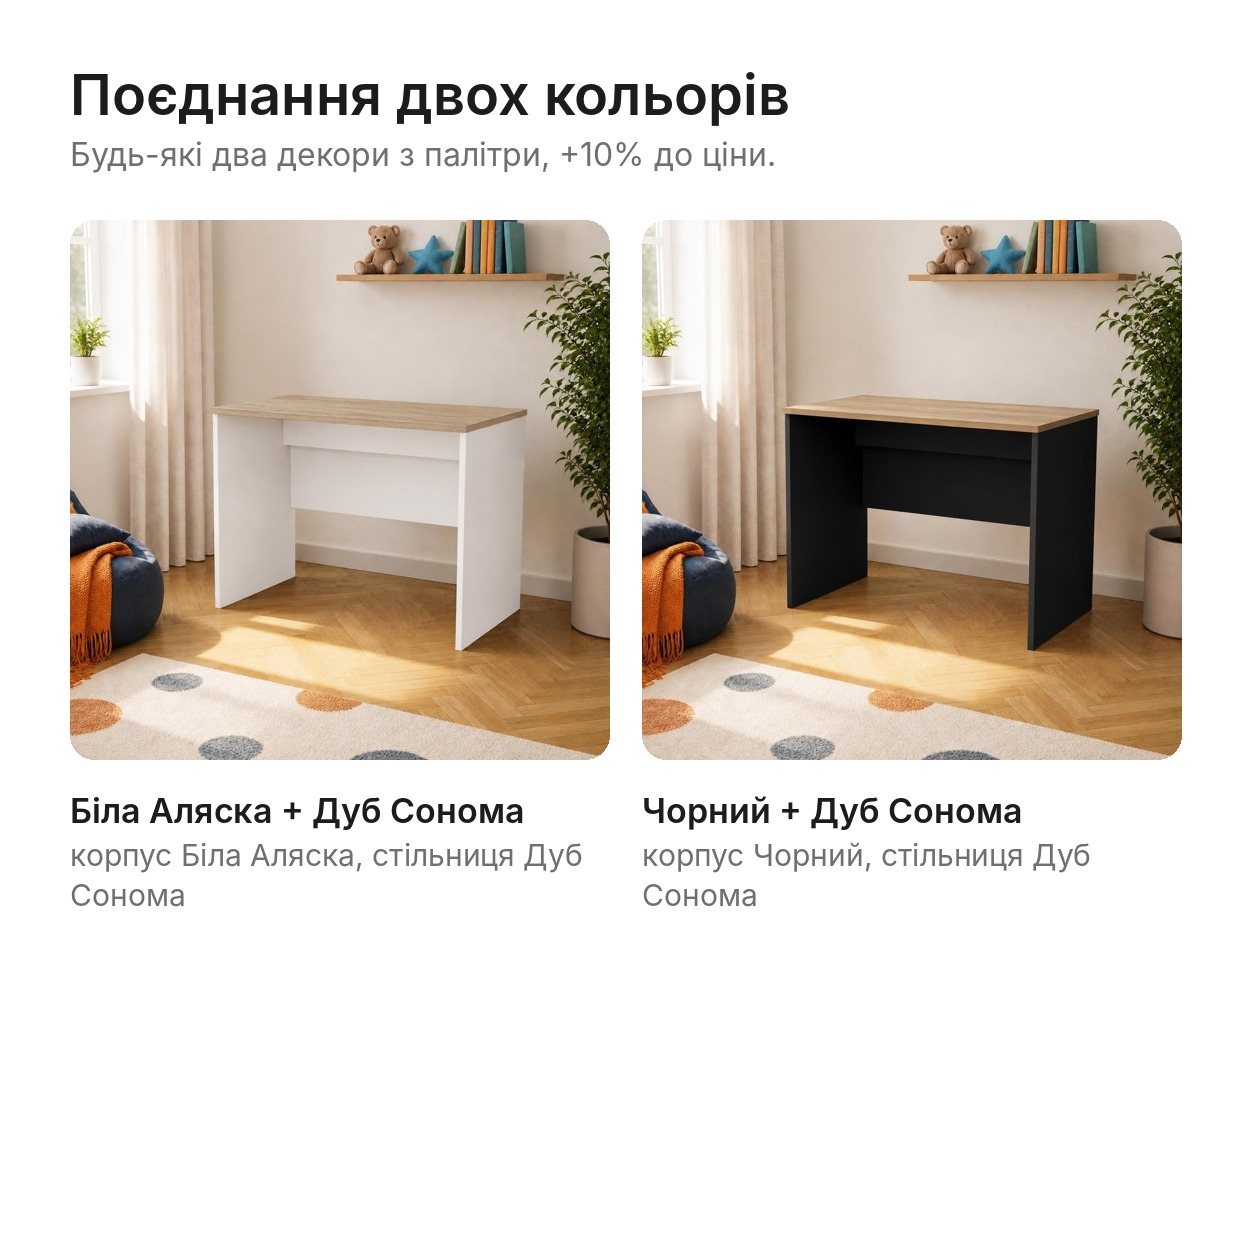 Поєднання двох кольорів
Будь-які два декори з палітри, +10% до ціни.
Біла Аляска + Дуб Сонома
корпус Біла Аляска, стільниця Дуб
Сонома
Чорний + Дуб Сонома
корпус Чорний, стільниця Дуб
Сонома